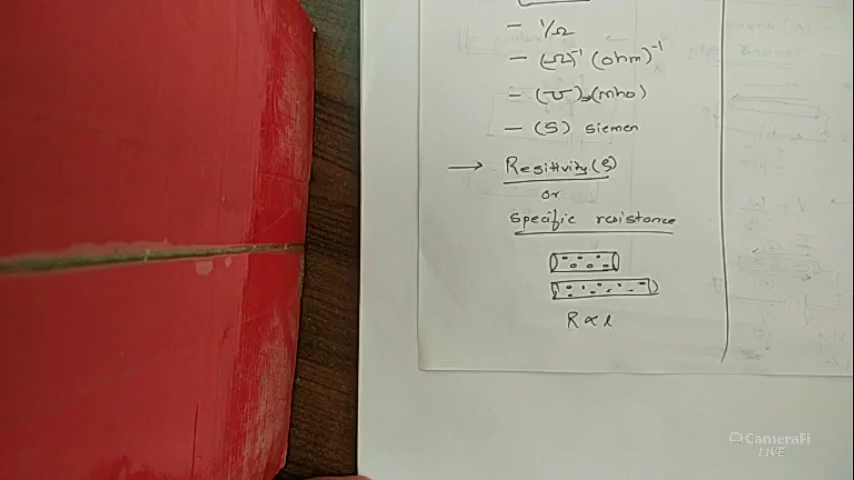 - 1/Ω
- (Ω)⁻¹ (ohm)⁻¹
- (℧)→(mho)
- (S) siemen
→ Resitivity (ρ)
or
specific resistance
R ∝ l
CameraFi
LIVE